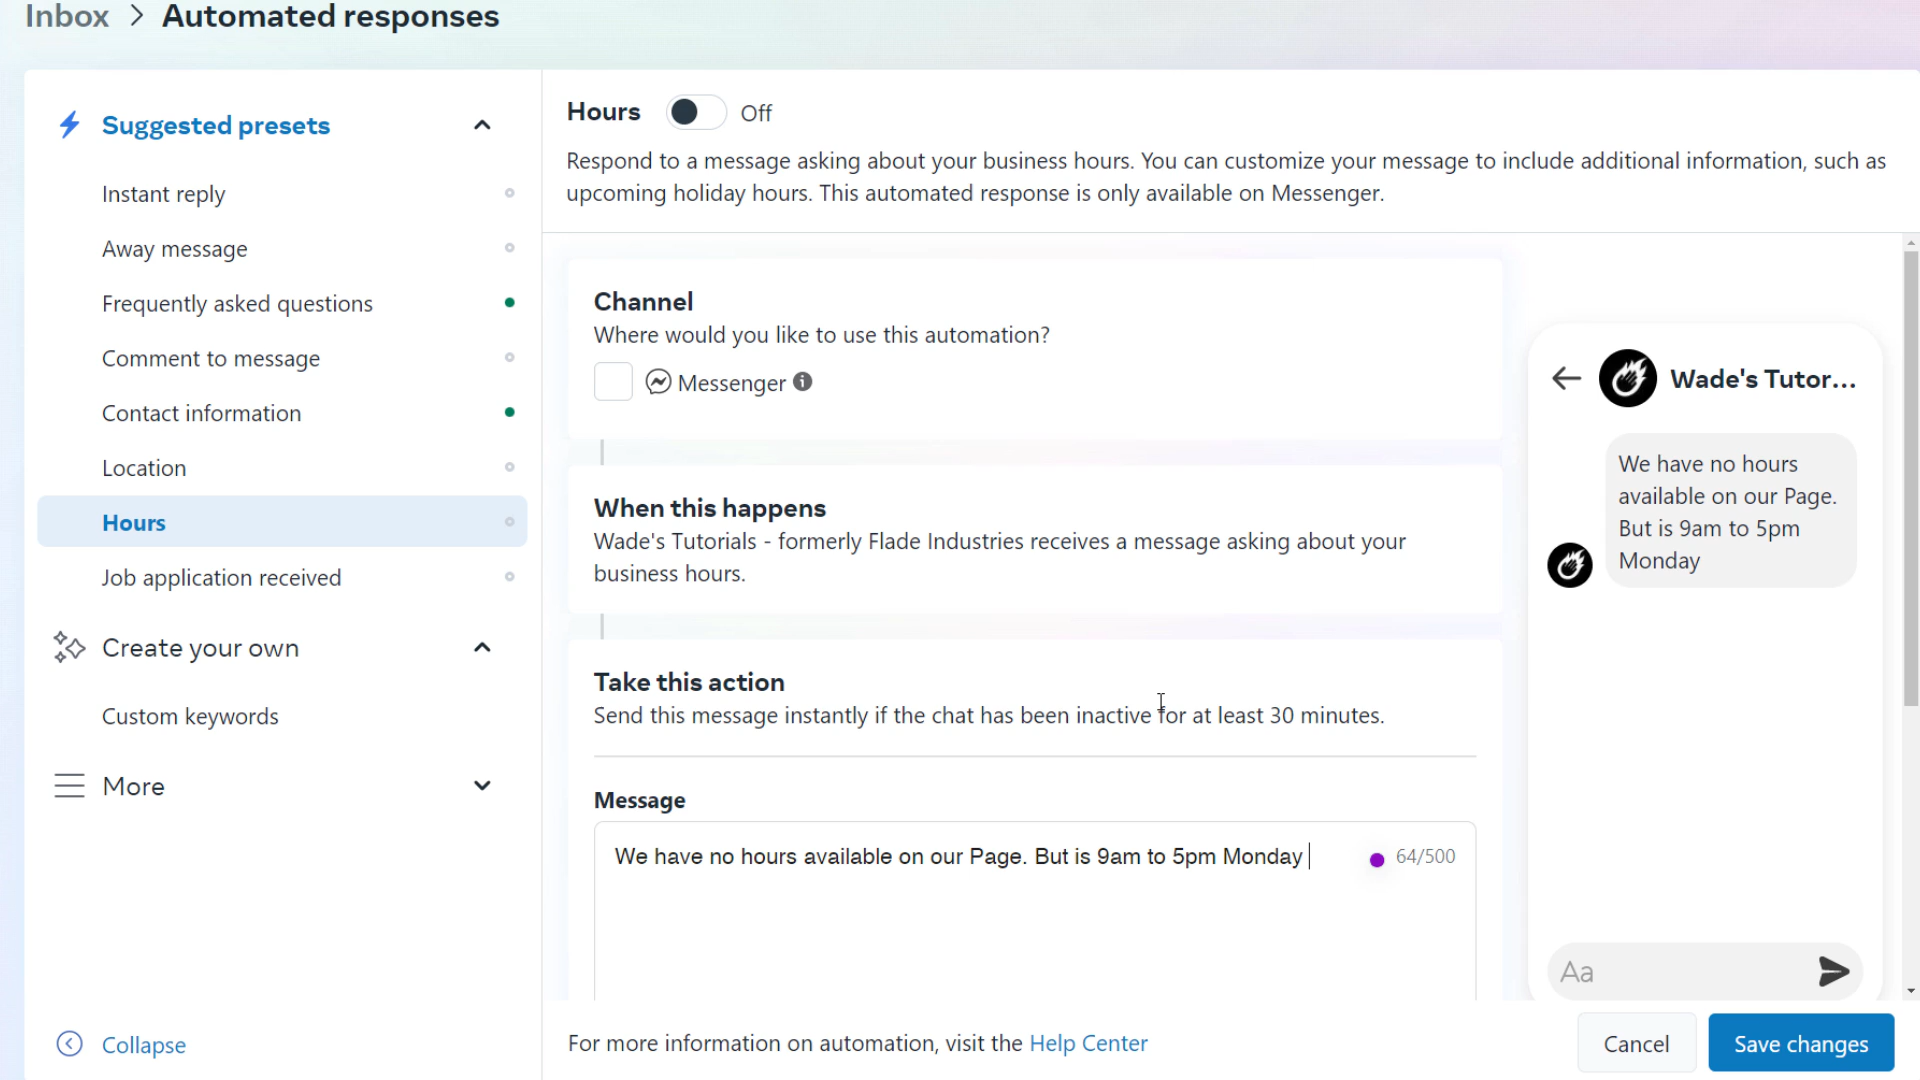 Inbox > Automated responses
Suggested presets
Instant reply
Away message
Frequently asked questions
Comment to message
Contact information
Location
Hours
Job application received
Create your own
Custom keywords
More
Collapse
Hours Off
Respond to a message asking about your business hours. You can customize your message to include additional information, such as
upcoming holiday hours. This automated response is only available on Messenger.
Channel
Where would you like to use this automation?
Messenger
When this happens
Wade's Tutorials - formerly Flade Industries receives a message asking about your
business hours.
Take this action
Send this message instantly if the chat has been inactive for at least 30 minutes.
Message
We have no hours available on our Page. But is 9am to 5pm Monday
64/500
Wade's Tutor...
We have no hours
available on our Page.
But is 9am to 5pm
Monday
Aa
For more information on automation, visit the Help Center
Cancel
Save changes